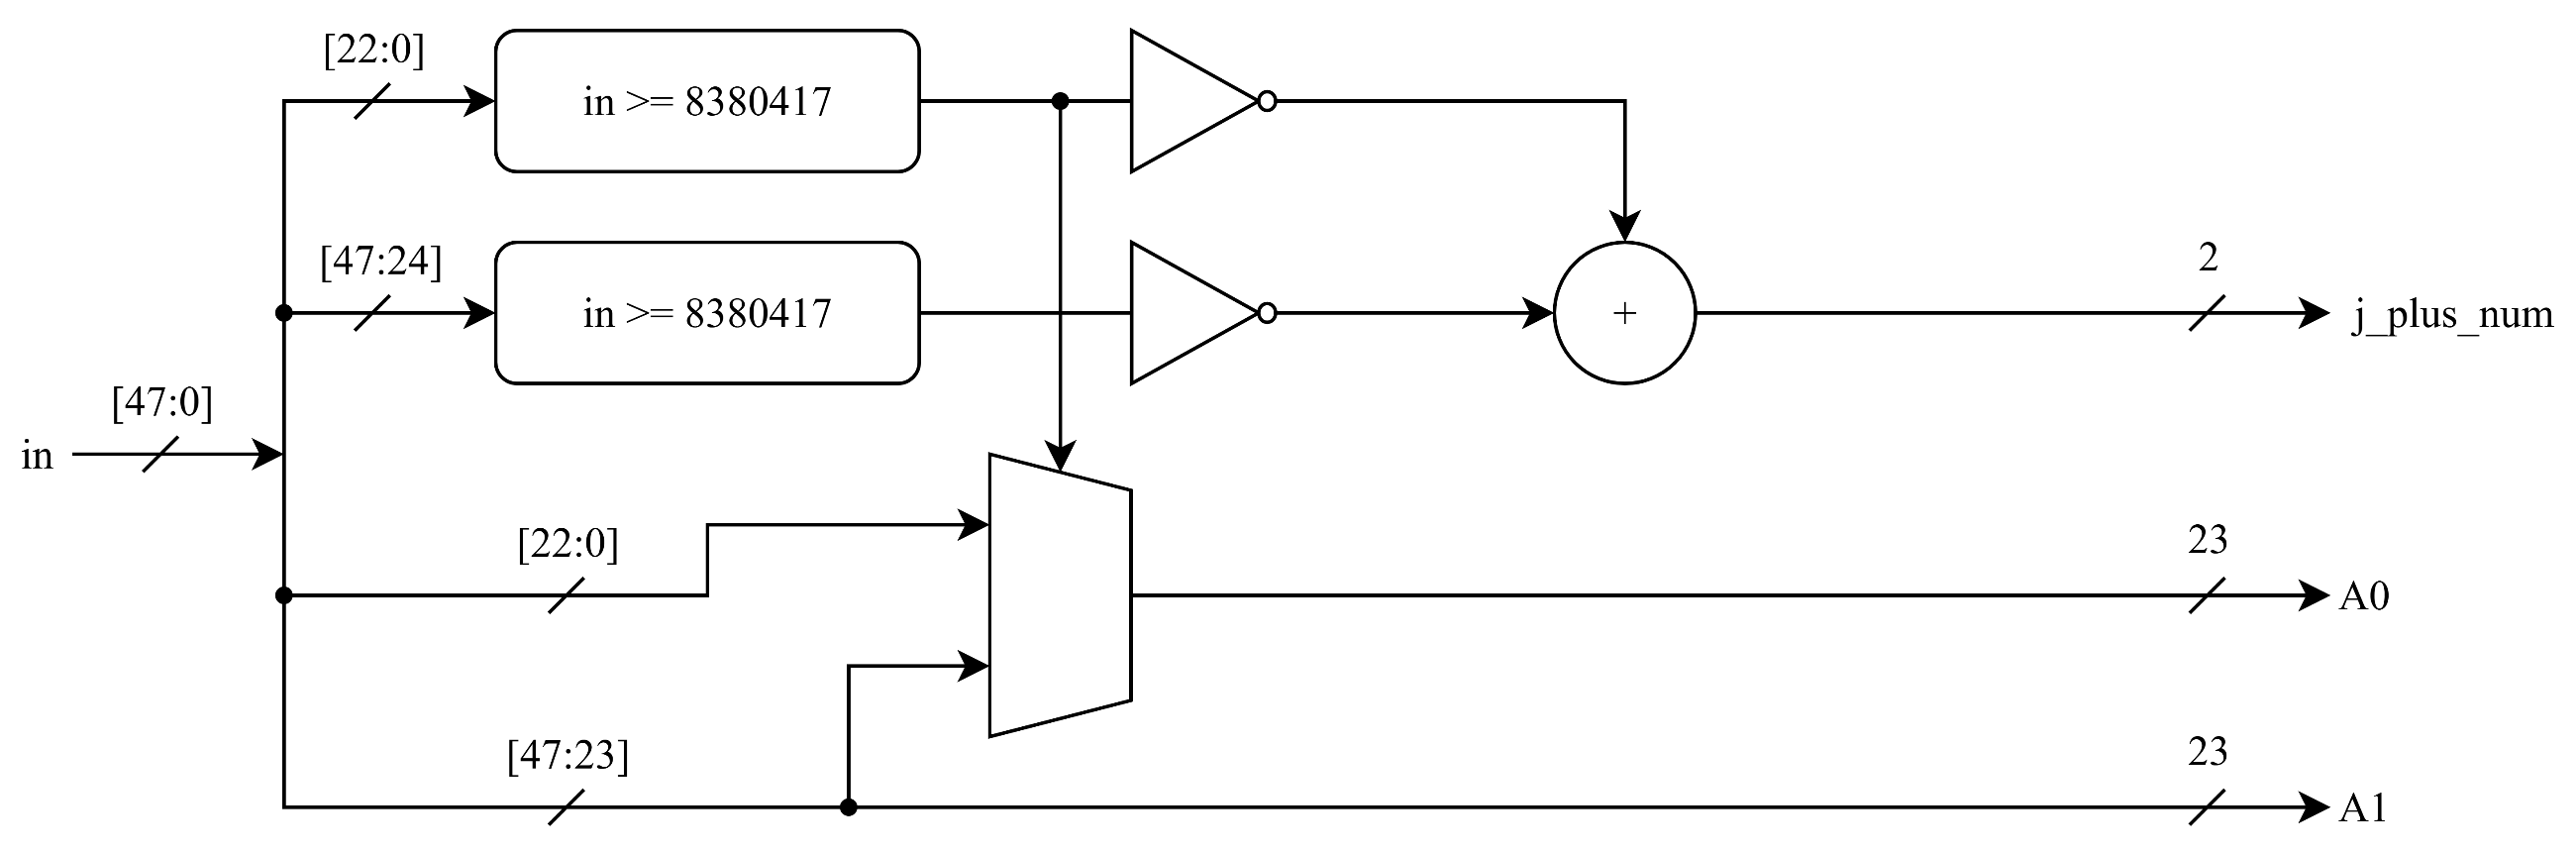 [22:0]
in >= 8380417
[47:24]
in >= 8380417
+
2
j_plus_num
[47:0]
in
[22:0]
23
A0
[47:23]
23
A1